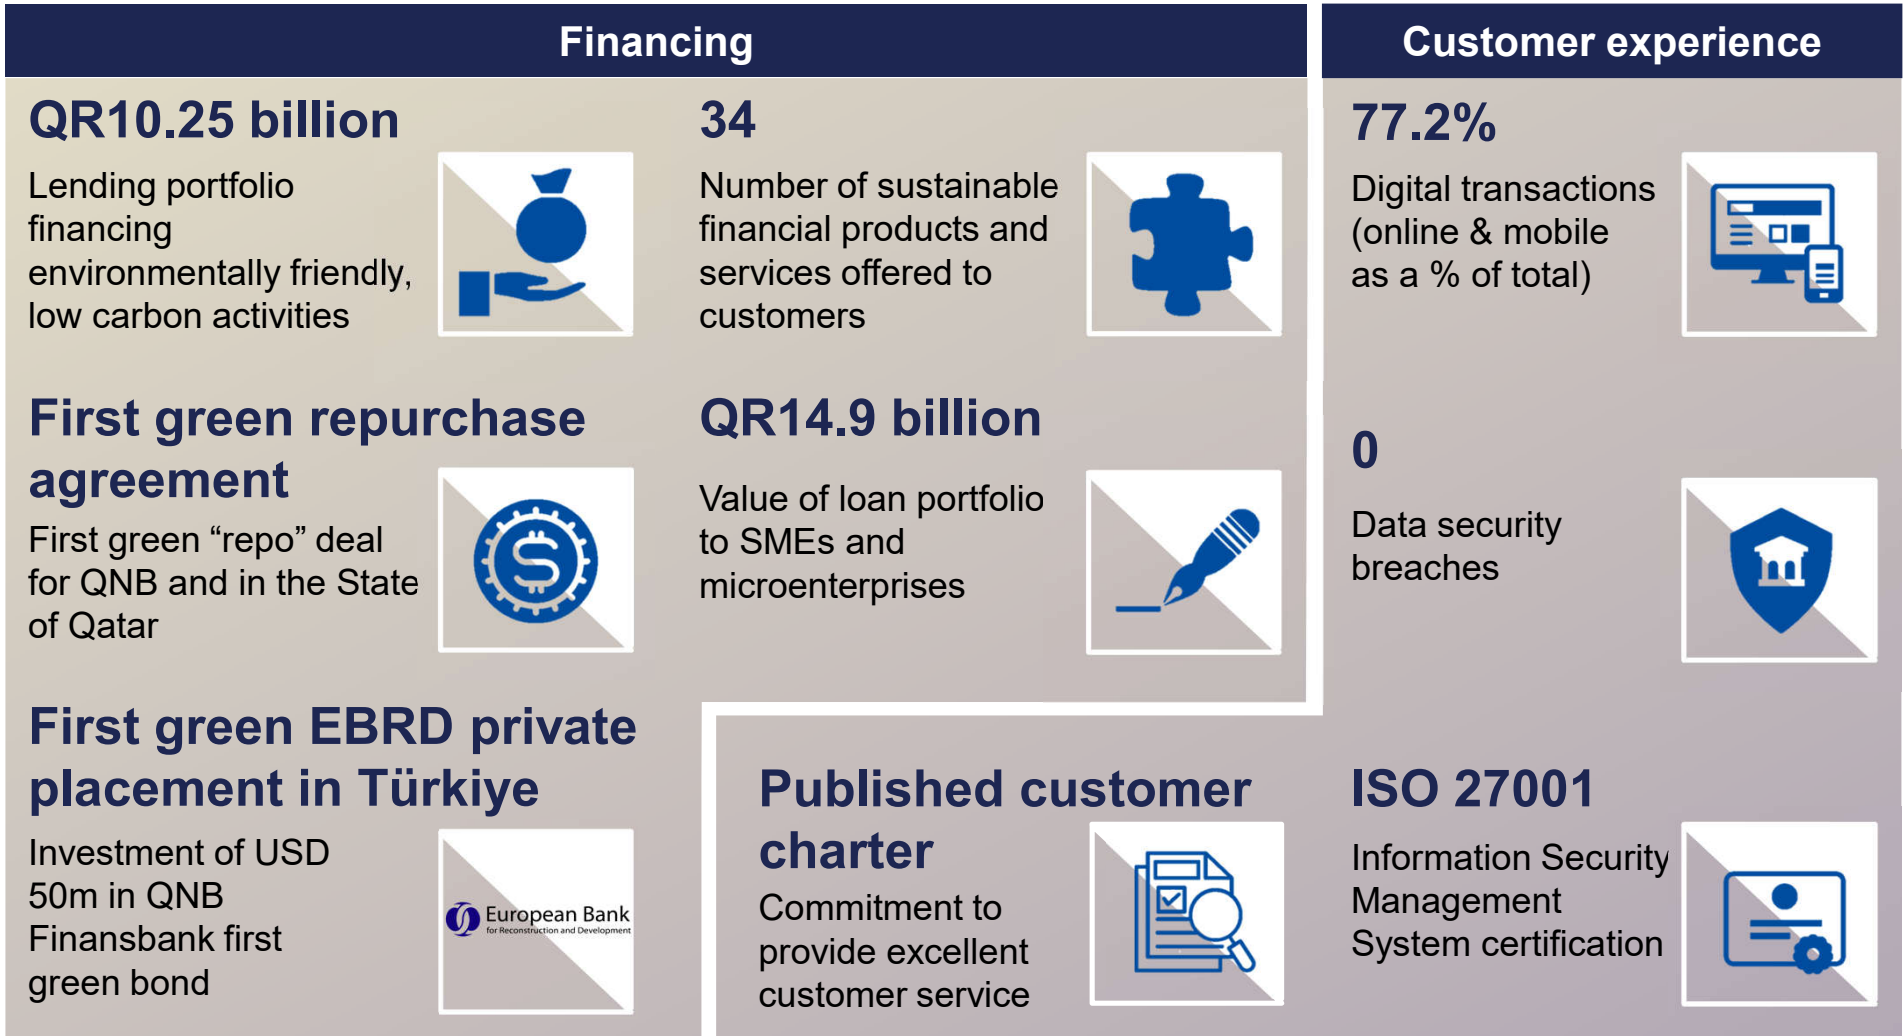 Financing
QR10.25 billion
Lending portfolio
financing
environmentally friendly,
low carbon activities
34
Number of sustainable
financial products and
services offered to
customers
First green repurchase
agreement
First green “repo” deal
for QNB and in the State
of Qatar
QR14.9 billion
Value of loan portfolio
to SMEs and
microenterprises
First green EBRD private
placement in Türkiye
Investment of USD
50m in QNB
Finansbank first
green bond
European Bank
for Reconstruction and Development
Customer experience
77.2%
Digital transactions
(online & mobile
as a % of total)
0
Data security
breaches
Published customer
charter
Commitment to
provide excellent
customer service
ISO 27001
Information Security
Management
System certification